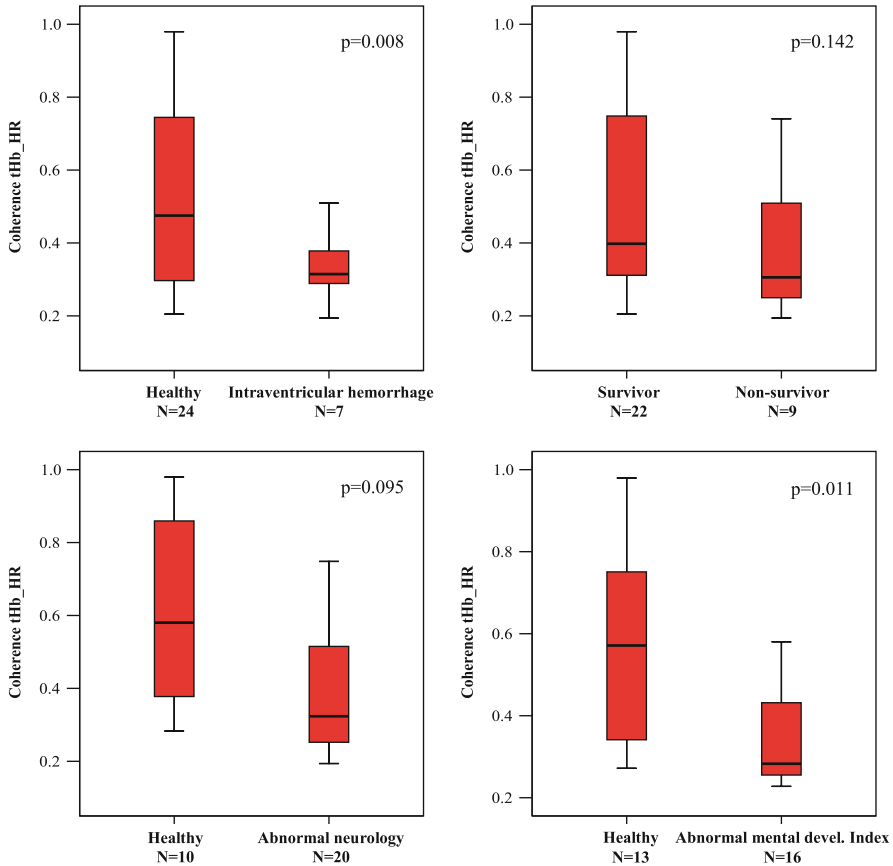 Coherence tHb_HR
1.0
0.8
0.6
0.4
0.2
p=0.008
Healthy
N=24
Intraventricular hemorrhage
N=7
Coherence tHb_HR
1.0
0.8
0.6
0.4
0.2
p=0.142
Survivor
N=22
Non-survivor
N=9
Coherence tHb_HR
1.0
0.8
0.6
0.4
0.2
p=0.095
Healthy
N=10
Abnormal neurology
N=20
Coherence tHb_HR
1.0
0.8
0.6
0.4
0.2
p=0.011
Healthy
N=13
Abnormal mental devel. Index
N=16